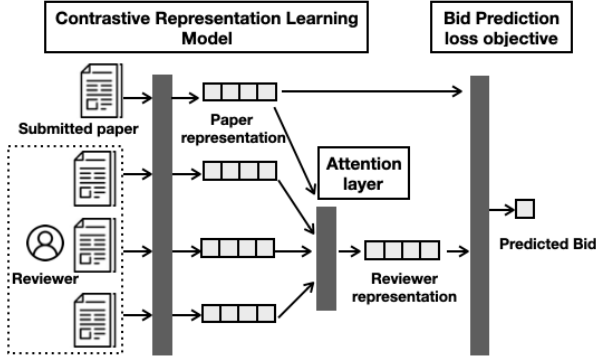 Contrastive Representation Learning
Model
Bid Prediction
loss objective
Submitted paper
Paper
representation
Attention
layer
Reviewer
Reviewer
representation
Predicted Bid